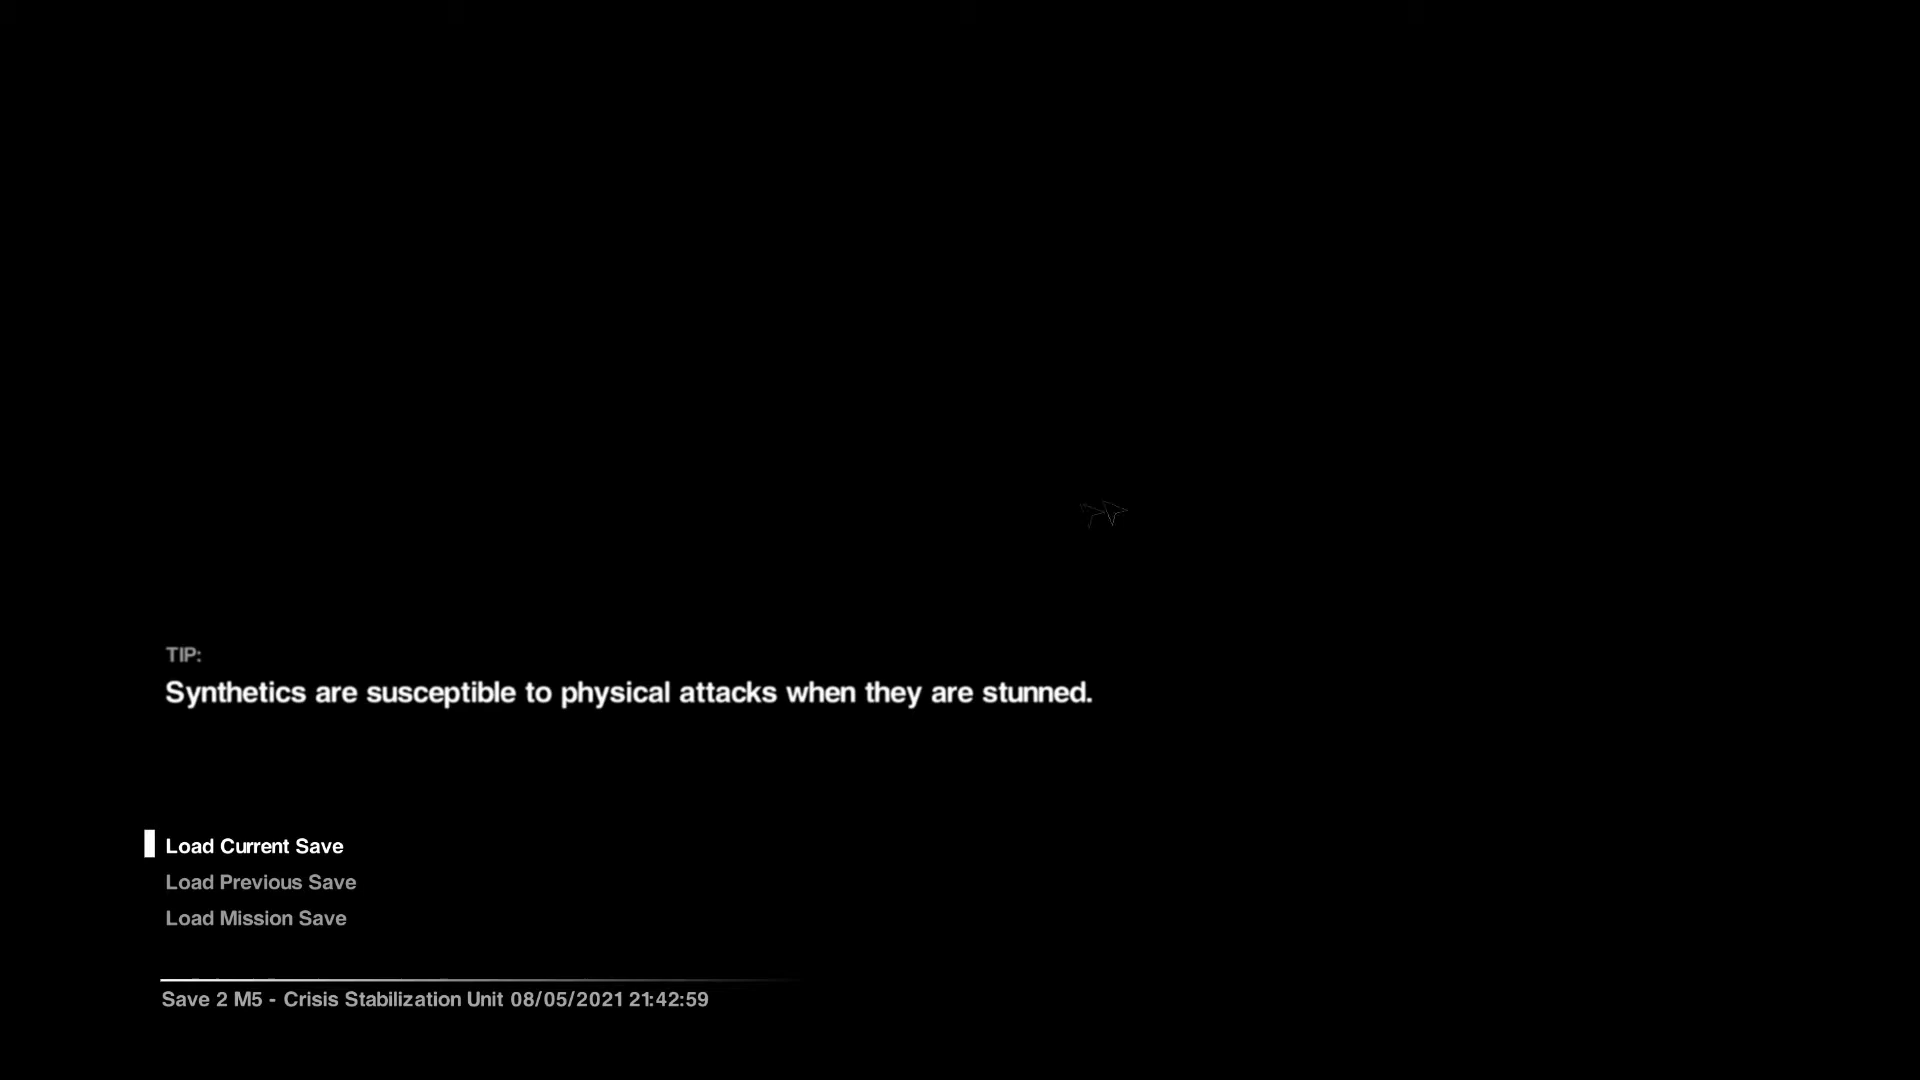 TIP:
Synthetics are susceptible to physical attacks when they are stunned.
Load Current Save
Load Previous Save
Load Mission Save
Save 2 M5 - Crisis Stabilization Unit 08/05/2021 21:42:59